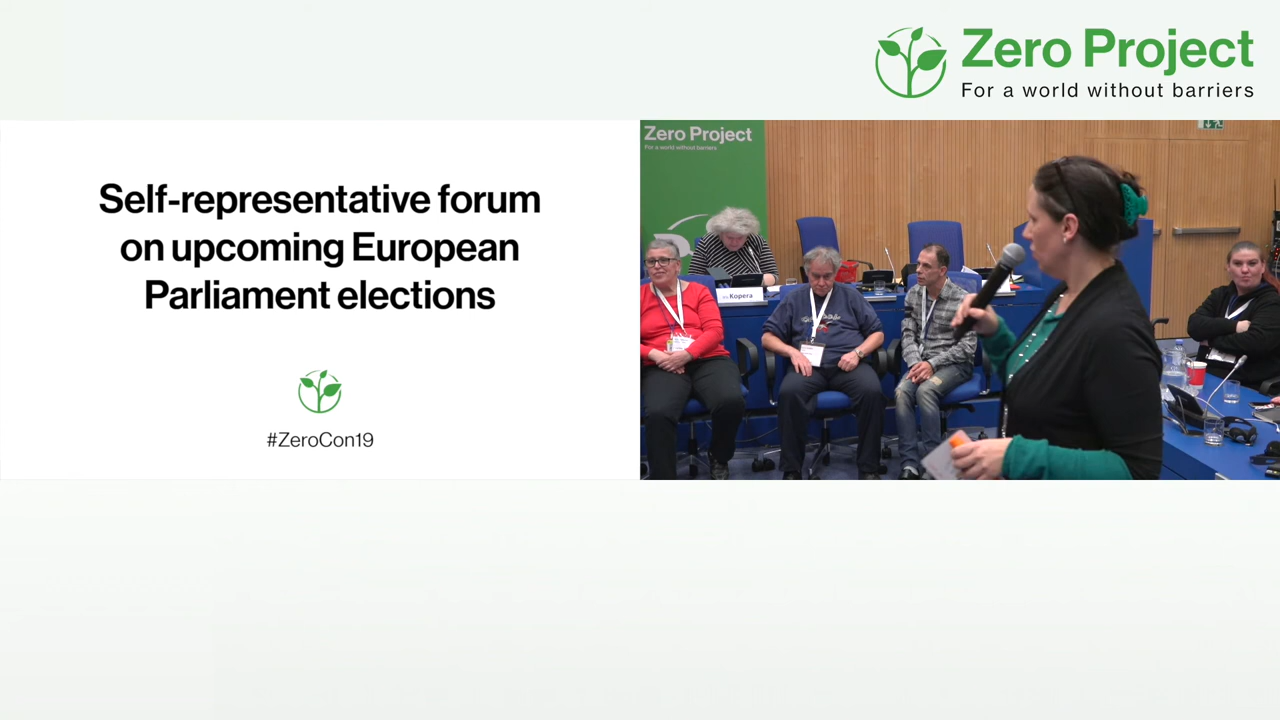 Zero Project
For a world without barriers
Self-representative forum
on upcoming European
Parliament elections
#ZeroCon19
Zero Project
For a world without barriers
Kopera